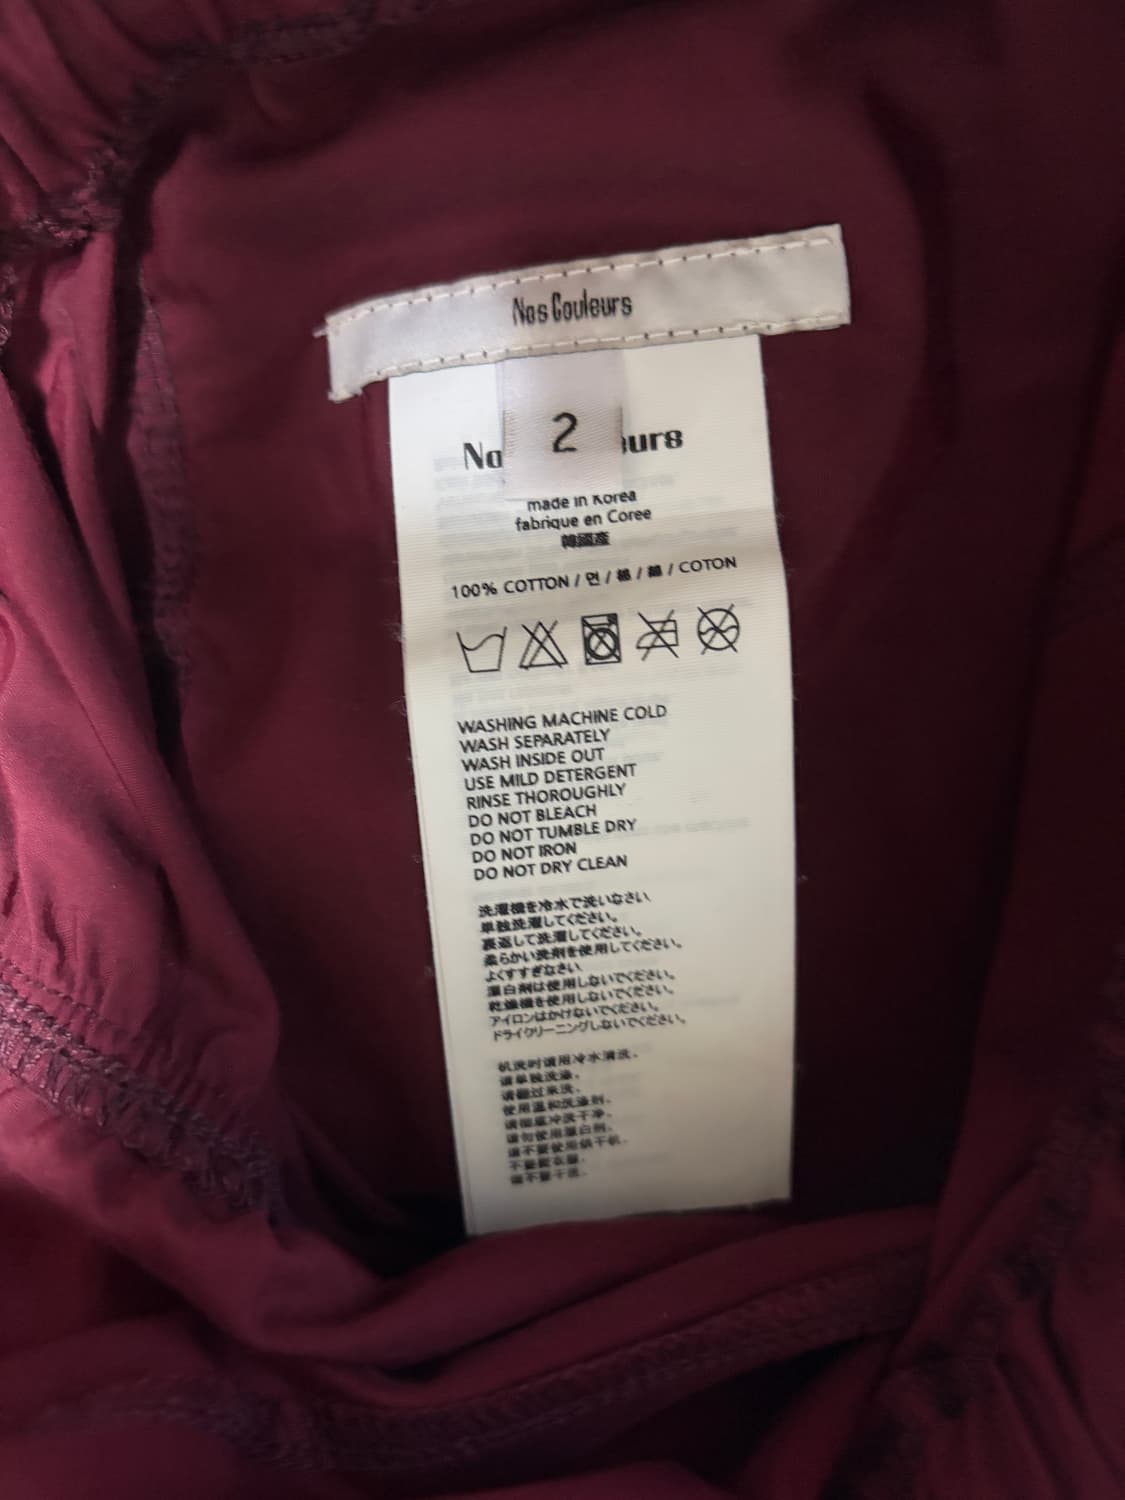 Nos Couleurs
2
No urs
made in Korea
fabrique en Coree
韓國産
100% COTTON / 면 / 綿 / 綿 / COTON
WASHING MACHINE COLD
WASH SEPARATELY
WASH INSIDE OUT
USE MILD DETERGENT
RINSE THOROUGHLY
DO NOT BLEACH
DO NOT TUMBLE DRY
DO NOT IRON
DO NOT DRY CLEAN
洗濯機を冷水で洗いなさい
単独洗濯してください。
裏返して洗濯してください。
柔らかい洗剤を使用してください。
よくすすぎなさい
漂白剤は使用しないでください。
乾燥機を使用しないでください。
アイロンはかけないでください。
ドライクリーニングしないでください。
机洗时请用冷水清洗.
请单独洗涤.
请翻过来洗.
使用温和洗涤剂.
请彻底冲洗干净.
请勿使用漂白剂.
请不要使用烘干机.
不要熨衣服.
请不要干洗.